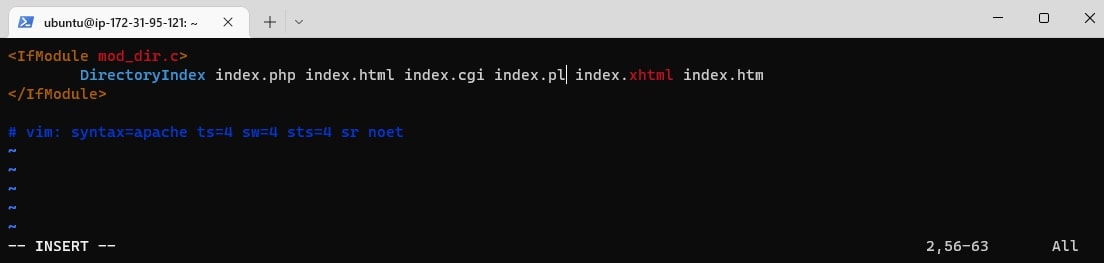 ubuntu@ip-172-31-95-121: ~
<IfModule mod_dir.c>
        DirectoryIndex index.php index.html index.cgi index.pl index.xhtml index.htm
</IfModule>

# vim: syntax=apache ts=4 sw=4 sts=4 sr noet
~
~
~
~
~
-- INSERT -- 2,56-63 All